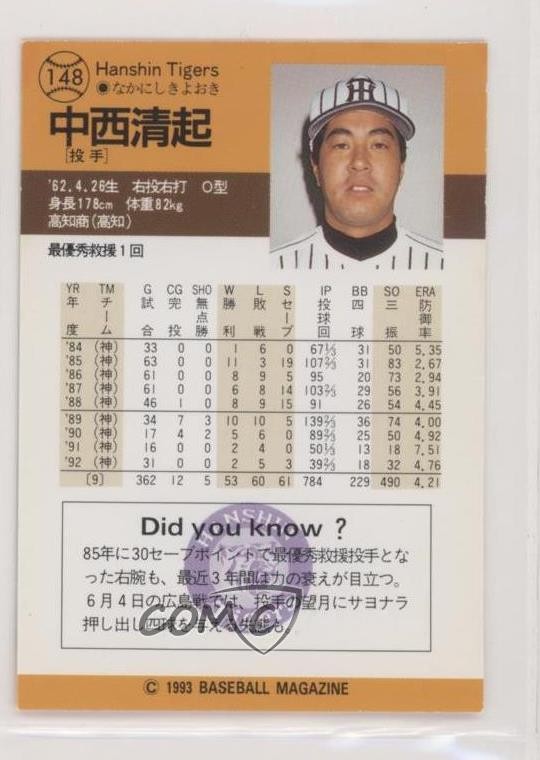 148
Hanshin Tigers
●なかにしきよおき
中西清起
[投手]
'62.4.26生 右投右打 O型
身長178cm 体重82kg
高知商(高知)
最優秀救援1回
YR TM G CG SHO W L S IP BB SO ERA
年度 チーム 試合 完投 無点勝 勝利 敗戦 セーブ 投球回 四球 三振 防御率
'84 (神) 33 0 0 1 6 0 67⅓ 31 50 5.35
'85 (神) 63 0 0 11 3 19 107⅔ 31 83 2.67
'86 (神) 61 0 0 8 9 5 95 20 73 2.94
'87 (神) 61 0 0 6 8 14 103⅔ 29 56 3.91
'88 (神) 46 1 0 8 9 15 91 26 54 4.45
'89 (神) 34 7 3 10 10 5 139⅔ 36 74 4.00
'90 (神) 17 4 2 5 6 0 89⅔ 25 50 4.92
'91 (神) 16 0 0 2 4 0 50⅓ 13 18 7.51
'92 (神) 31 0 0 2 5 3 39⅔ 18 32 4.76
[9] 362 12 5 53 60 61 784 229 490 4.21
Did you know ?
85年に30セーブポイントで最優秀救援投手とな
った右腕も、最近3年間は力の衰えが目立つ。
6月4日の広島戦では、投手の望月にサヨナラ
押し出し四球を与える失態も。
HANSHIN
COM C
© 1993 BASEBALL MAGAZINE